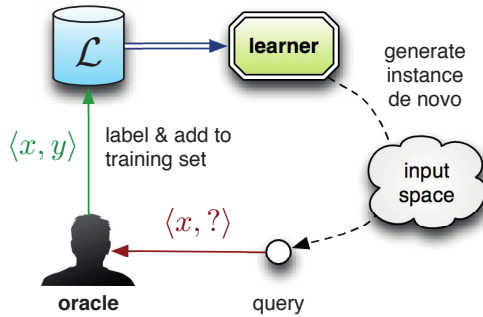 ℒ
learner
generate
instance
de novo
⟨x, y⟩
label & add to
training set
input
space
⟨x, ?⟩
oracle
query